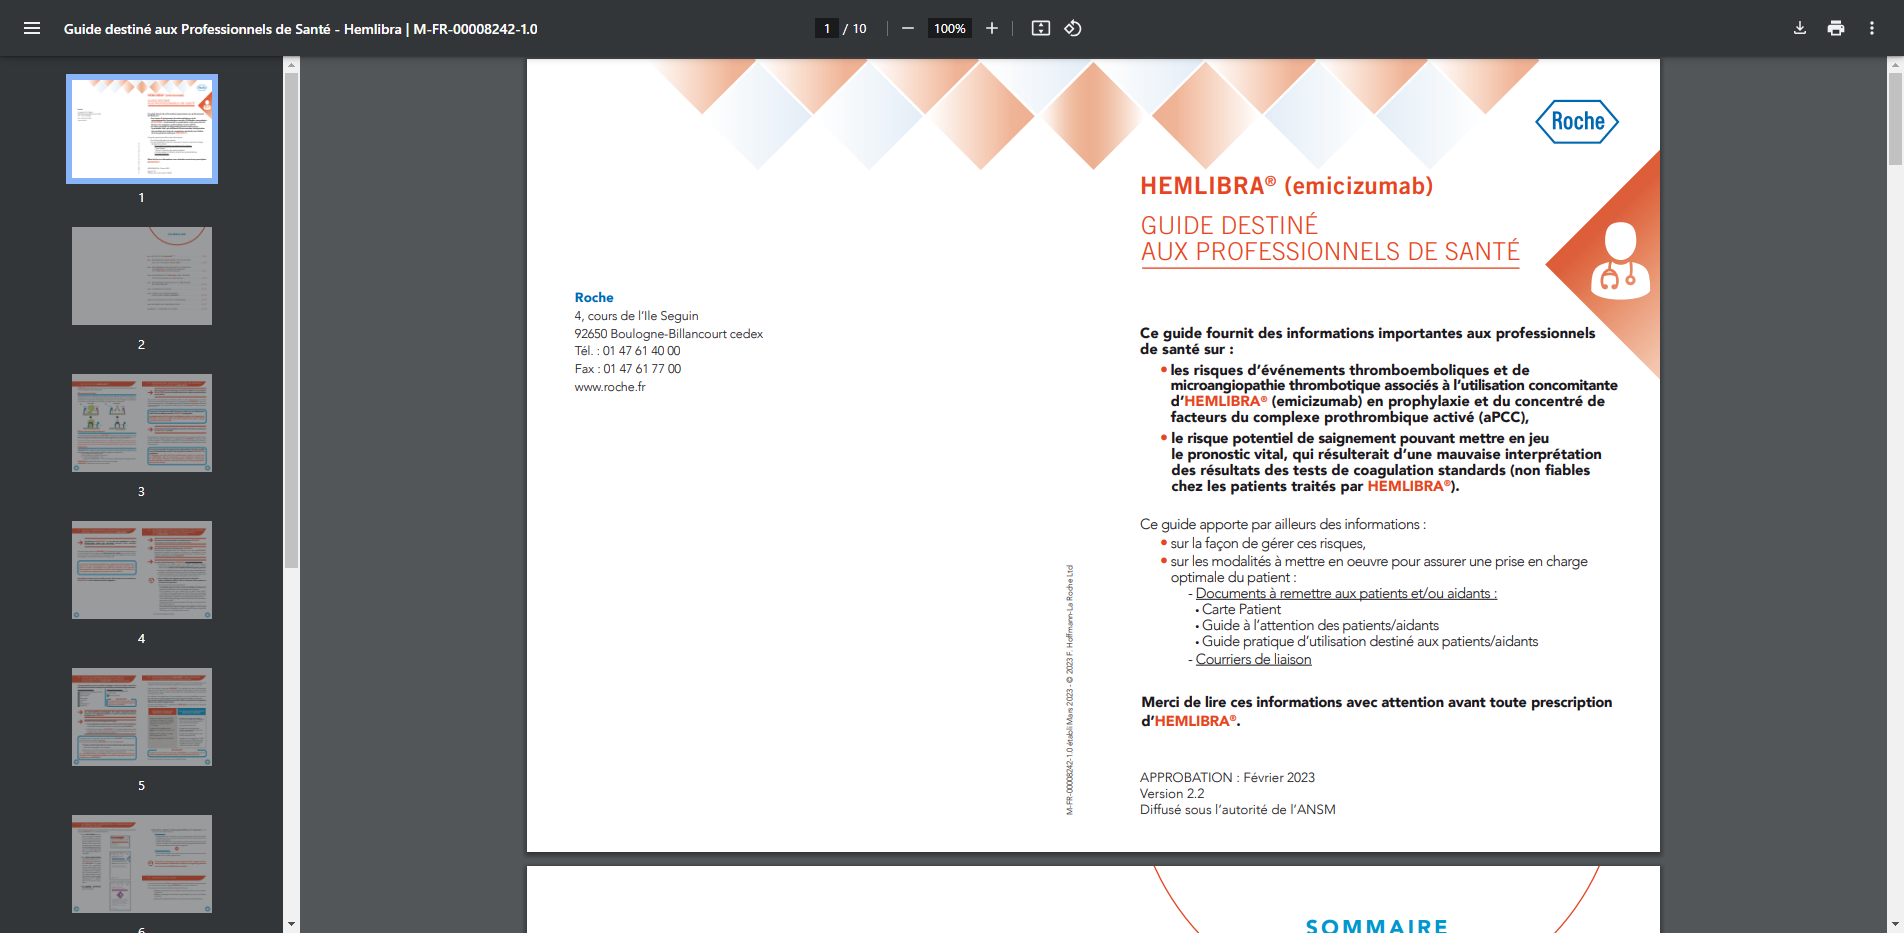 Guide destiné aux Professionnels de Santé - Hemlibra | M-FR-00008242-1.0
1 / 10
100%
1
2
3
4
5
6
Roche
HEMLIBRA® (emicizumab)
GUIDE DESTINÉ
AUX PROFESSIONNELS DE SANTÉ
Roche
4, cours de l'Ile Seguin
92650 Boulogne-Billancourt cedex
Tél. : 01 47 61 40 00
Fax : 01 47 61 77 00
www.roche.fr
Ce guide fournit des informations importantes aux professionnels
de santé sur :
• les risques d'événements thromboemboliques et de
microangiopathie thrombotique associés à l'utilisation concomitante
d'HEMLIBRA® (emicizumab) en prophylaxie et du concentré de
facteurs du complexe prothrombique activé (aPCC),
• le risque potentiel de saignement pouvant mettre en jeu
le pronostic vital, qui résulterait d'une mauvaise interprétation
des résultats des tests de coagulation standards (non fiables
chez les patients traités par HEMLIBRA®).
Ce guide apporte par ailleurs des informations :
• sur la façon de gérer ces risques,
• sur les modalités à mettre en oeuvre pour assurer une prise en charge
optimale du patient :
- Documents à remettre aux patients et/ou aidants :
• Carte Patient
• Guide à l'attention des patients/aidants
• Guide pratique d'utilisation destiné aux patients/aidants
- Courriers de liaison
Merci de lire ces informations avec attention avant toute prescription
d'HEMLIBRA®.
APPROBATION : Février 2023
Version 2.2
Diffusé sous l'autorité de l'ANSM
M-FR-00008242-1.0 établi Mars 2023 - © 2023 F. Hoffmann-La Roche Ltd
SOMMAIRE